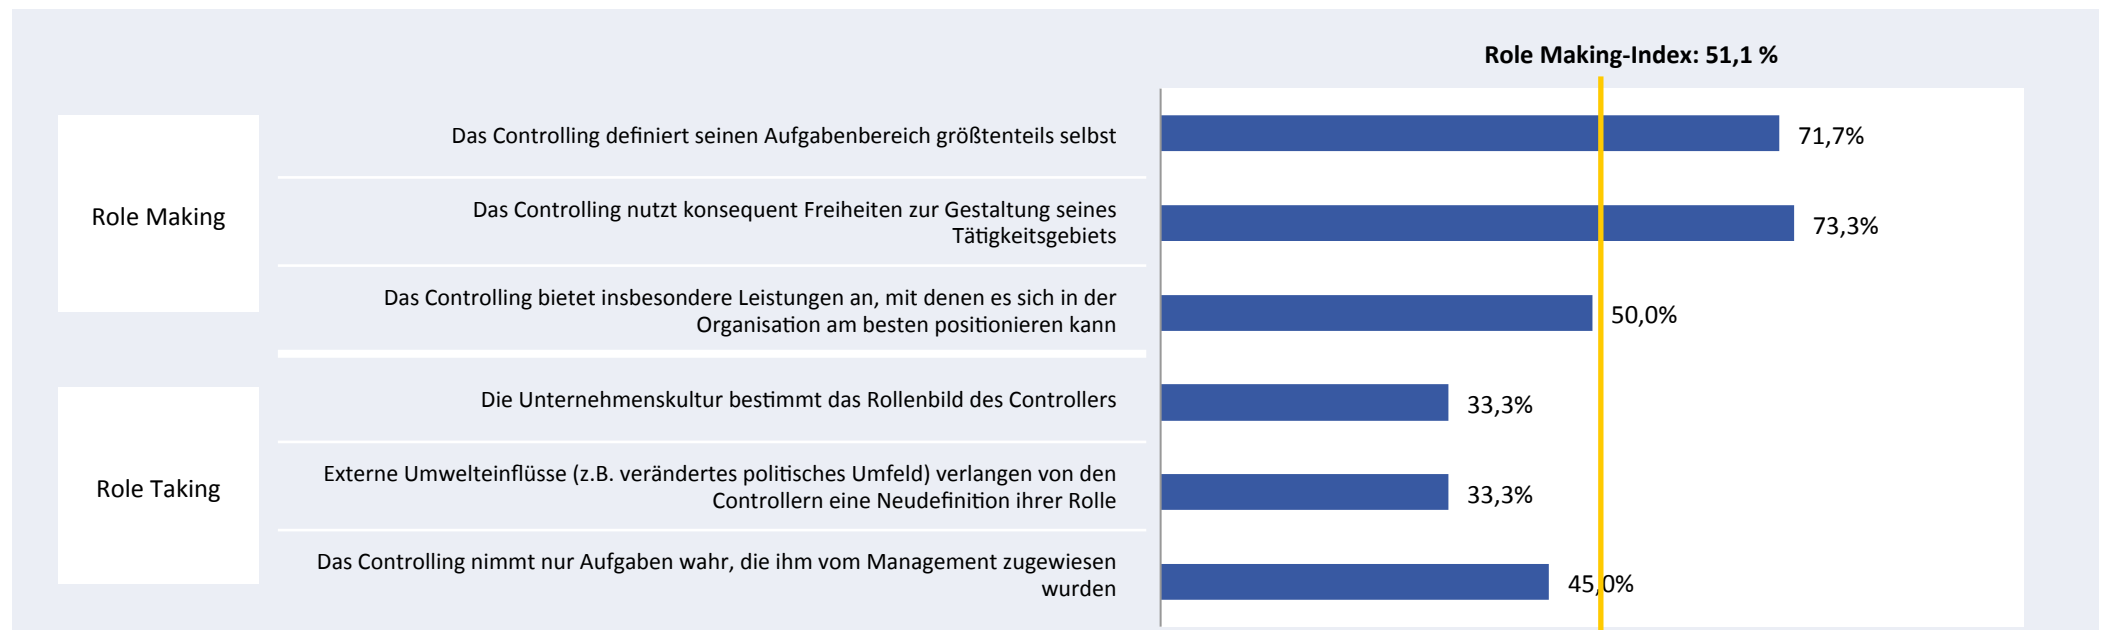 Role Making-Index: 51,1 %
Role Making
Das Controlling definiert seinen Aufgabenbereich größtenteils selbst
71,7%
Das Controlling nutzt konsequent Freiheiten zur Gestaltung seines
Tätigkeitsgebiets
73,3%
Das Controlling bietet insbesondere Leistungen an, mit denen es sich in der
Organisation am besten positionieren kann
50,0%
Role Taking
Die Unternehmenskultur bestimmt das Rollenbild des Controllers
33,3%
Externe Umwelteinflüsse (z.B. verändertes politisches Umfeld) verlangen von den
Controllern eine Neudefinition ihrer Rolle
33,3%
Das Controlling nimmt nur Aufgaben wahr, die ihm vom Management zugewiesen
wurden
45,0%